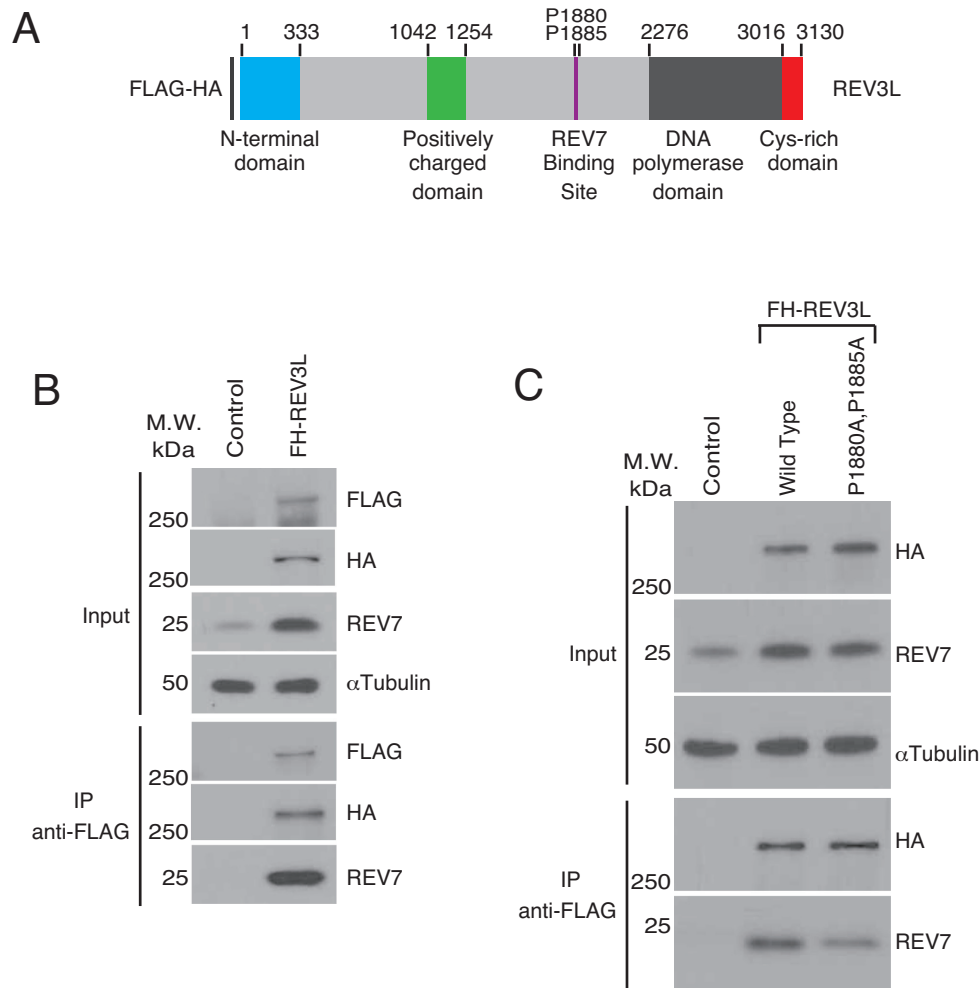 A
P1880
1 333 1042 1254 P1885 2276 3016 3130
FLAG-HA REV3L
N-terminal domain
Positively charged domain
REV7 Binding Site
DNA polymerase domain
Cys-rich domain
B
M.W. kDa
Control
FH-REV3L
Input
250 FLAG
250 HA
25 REV7
50 αTubulin
IP anti-FLAG
250 FLAG
250 HA
25 REV7
C
FH-REV3L
M.W. kDa
Control
Wild Type
P1880A,P1885A
Input
250 HA
25 REV7
50 αTubulin
IP anti-FLAG
250 HA
25 REV7